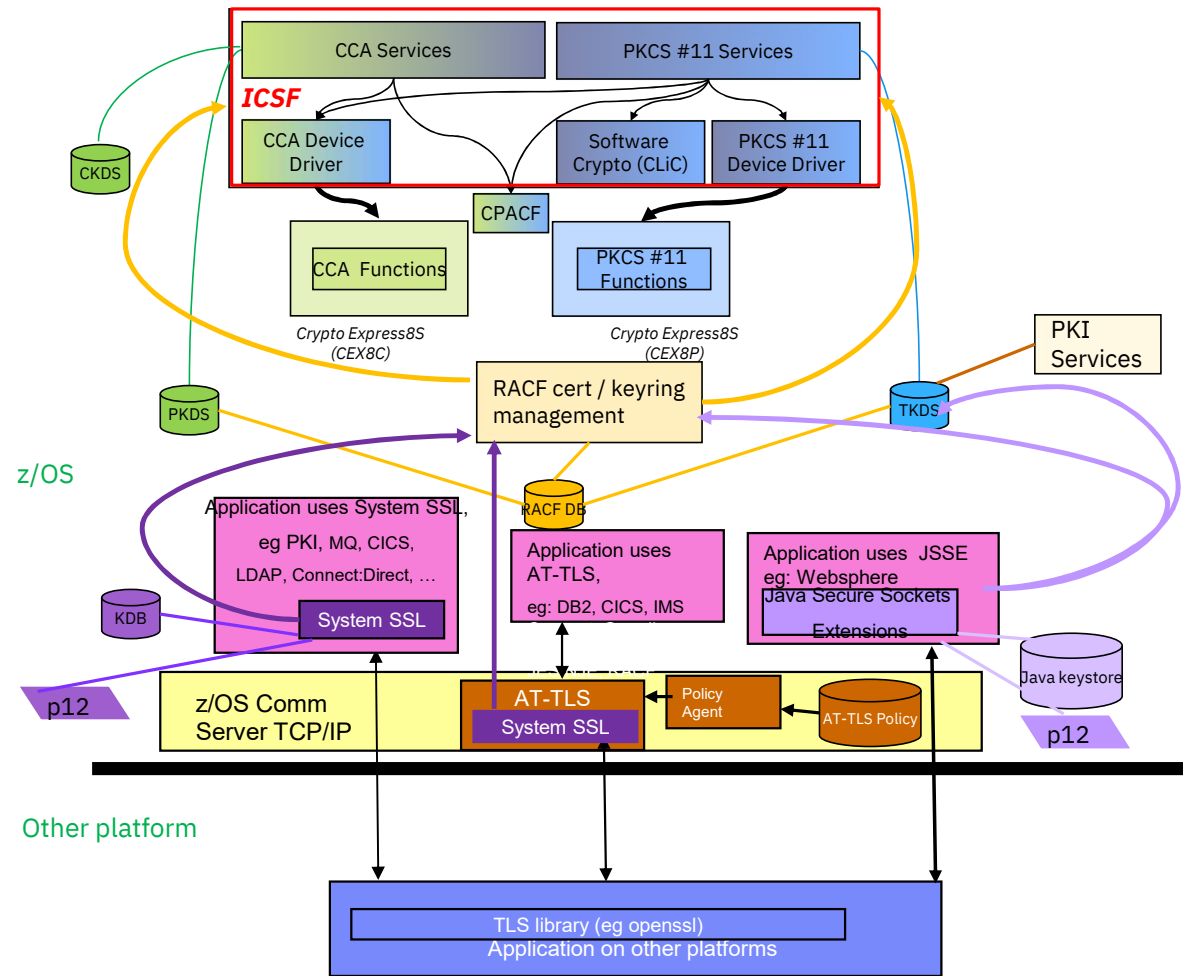 CCA Services
PKCS #11 Services
ICSF
CCA Device
Driver
Software
Crypto (CLiC)
PKCS #11
Device Driver
CKDS
CPACF
CCA Functions
PKCS #11
Functions
Crypto Express8S
(CEX8C)
Crypto Express8S
(CEX8P)
PKI
Services
RACF cert / keyring
management
PKDS
TKDS
z/OS
RACF DB
Application uses System SSL,
eg PKI, MQ, CICS,
LDAP, Connect:Direct, …
System SSL
Application uses
AT-TLS,
eg: DB2, CICS, IMS
Application uses JSSE
eg: Websphere
Java Secure Sockets
Extensions
KDB
Java keystore
p12
z/OS Comm
Server TCP/IP
AT-TLS
System SSL
Policy
Agent
AT-TLS Policy
p12
Other platform
TLS library (eg openssl)
Application on other platforms